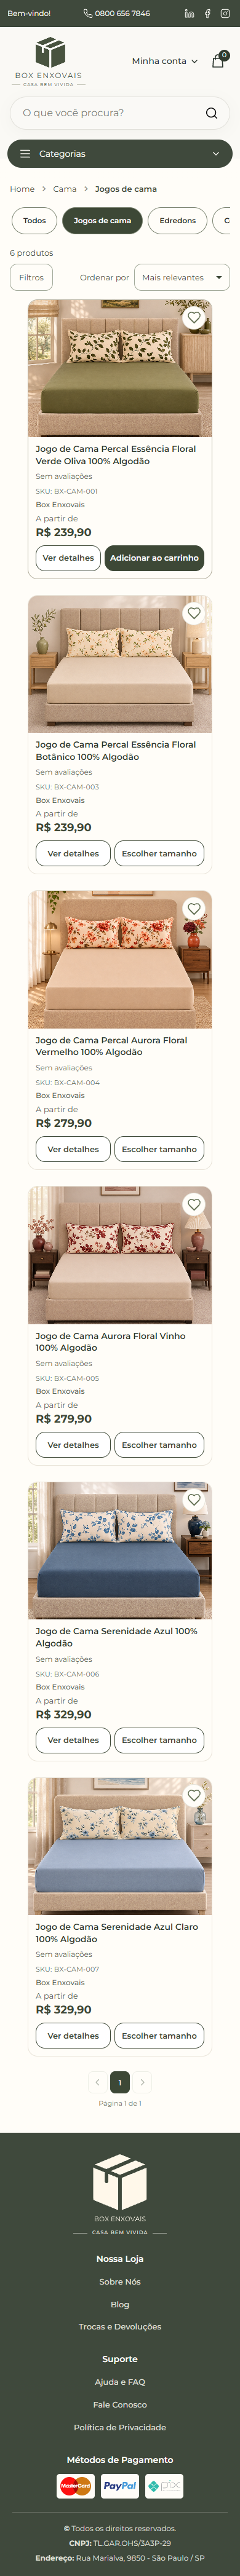 Bem-vindo!
0800 656 7846
BOX ENXOVAIS
CASA BEM VIVIDA
Minha conta
0
O que você procura?
Categorias
Home > Cama > Jogos de cama
Todos
Jogos de cama
Edredons
6 produtos
Filtros
Ordenar por
Mais relevantes
Jogo de Cama Percal Essência Floral
Verde Oliva 100% Algodão
Sem avaliações
SKU: BX-CAM-001
Box Enxovais
A partir de
R$ 239,90
Ver detalhes
Adicionar ao carrinho
Jogo de Cama Percal Essência Floral
Botânico 100% Algodão
Sem avaliações
SKU: BX-CAM-003
Box Enxovais
A partir de
R$ 239,90
Ver detalhes
Escolher tamanho
Jogo de Cama Percal Aurora Floral
Vermelho 100% Algodão
Sem avaliações
SKU: BX-CAM-004
Box Enxovais
A partir de
R$ 279,90
Ver detalhes
Escolher tamanho
Jogo de Cama Aurora Floral Vinho
100% Algodão
Sem avaliações
SKU: BX-CAM-005
Box Enxovais
A partir de
R$ 279,90
Ver detalhes
Escolher tamanho
Jogo de Cama Serenidade Azul 100%
Algodão
Sem avaliações
SKU: BX-CAM-006
Box Enxovais
A partir de
R$ 329,90
Ver detalhes
Escolher tamanho
Jogo de Cama Serenidade Azul Claro
100% Algodão
Sem avaliações
SKU: BX-CAM-007
Box Enxovais
A partir de
R$ 329,90
Ver detalhes
Escolher tamanho
1
Página 1 de 1
BOX ENXOVAIS
CASA BEM VIVIDA
Nossa Loja
Sobre Nós
Blog
Trocas e Devoluções
Suporte
Ajuda e FAQ
Fale Conosco
Política de Privacidade
Métodos de Pagamento
MasterCard
PayPal
pix
© Todos os direitos reservados.
CNPJ: TL.GAR.OHS/3A3P-29
Endereço: Rua Marialva, 9850 - São Paulo / SP